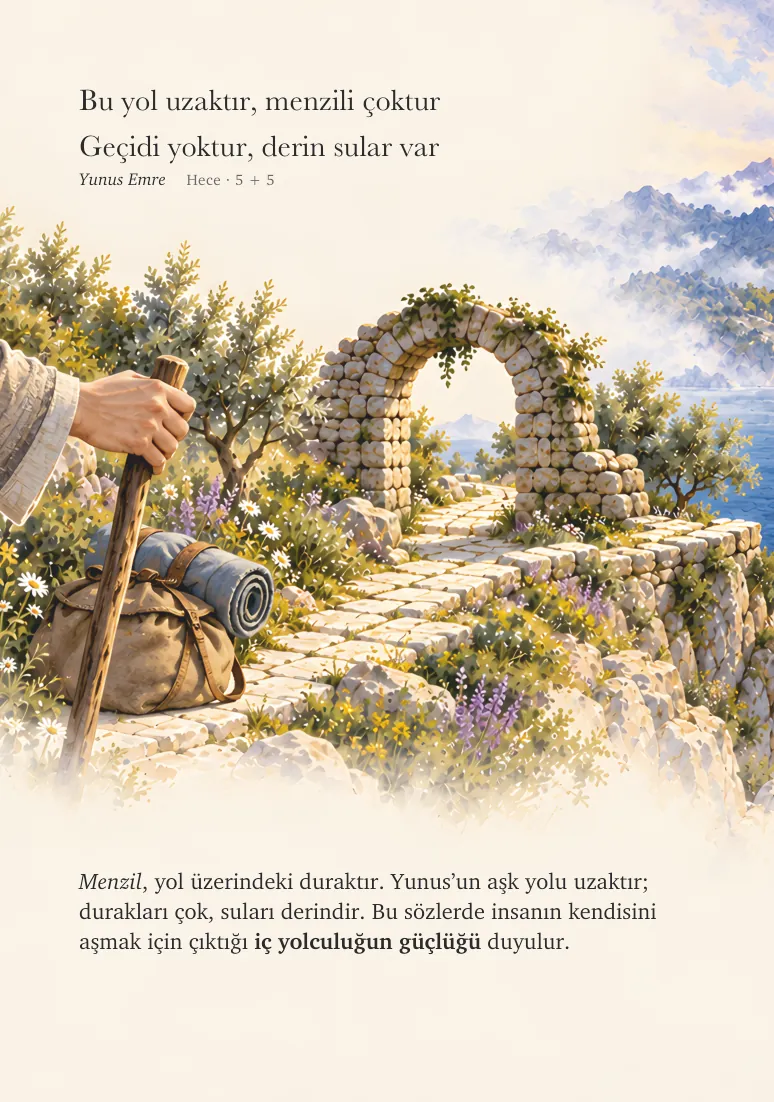 Bu yol uzaktır, menzili çoktur
Geçidi yoktur, derin sular var
Yunus Emre Hece · 5 + 5
Menzil, yol üzerindeki duraktır. Yunus’un aşk yolu uzaktır;
durakları çok, suları derindir. Bu sözlerde insanın kendisini
aşmak için çıktığı iç yolculuğun güçlüğü duyulur.